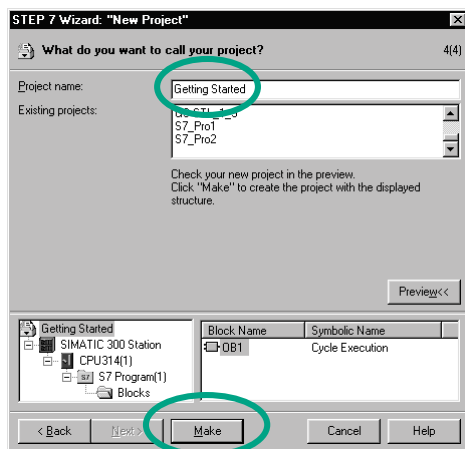 STEP 7 Wizard: "New Project"
What do you want to call your project? 4(4)
Project name: Getting Started
Existing projects:
S7_Pro1
S7_Pro2
Check your new project in the preview.
Click "Make" to create the project with the displayed
structure.
Preview<<
Getting Started
SIMATIC 300 Station
CPU314(1)
S7 Program(1)
Blocks
Block Name Symbolic Name
OB1 Cycle Execution
< Back Next > Make Cancel Help